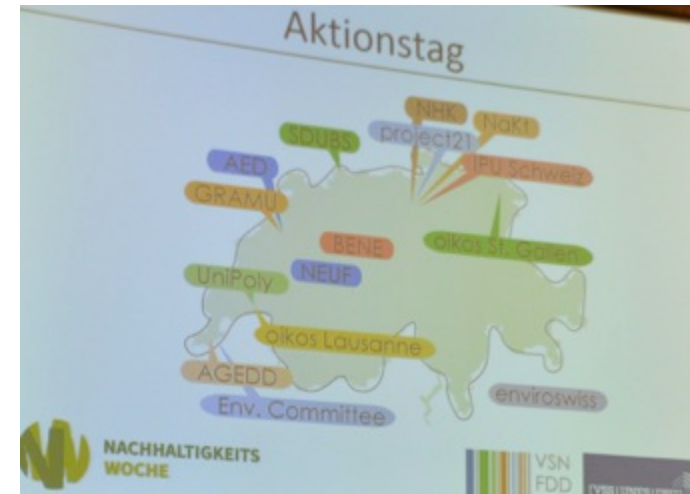 Aktionstag
NHK
NaKt
SDUBS
project21
AED
IPU Schweiz
GRAMU
BENE
oikos St. Gallen
NEUF
UniPoly
oikos Lausanne
AGEDD
enviroswiss
Env. Committee
NACHHALTIGKEITS
WOCHE
VSN
FDD